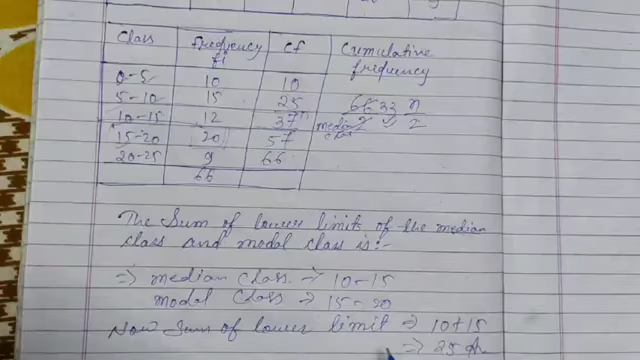 Class Frequency fi Cf Cumulative frequency
0-5 10 10
5-10 15 25 66 33 n
10-15 12 37 median class 2 2
15-20 20 57
20-25 9 66
66
The Sum of lower limits of the median
class and modal class is:-
⇒ median class → 10-15
modal class → 15-20
Now Sum of lower limit ⇒ 10+15
⇒ 25